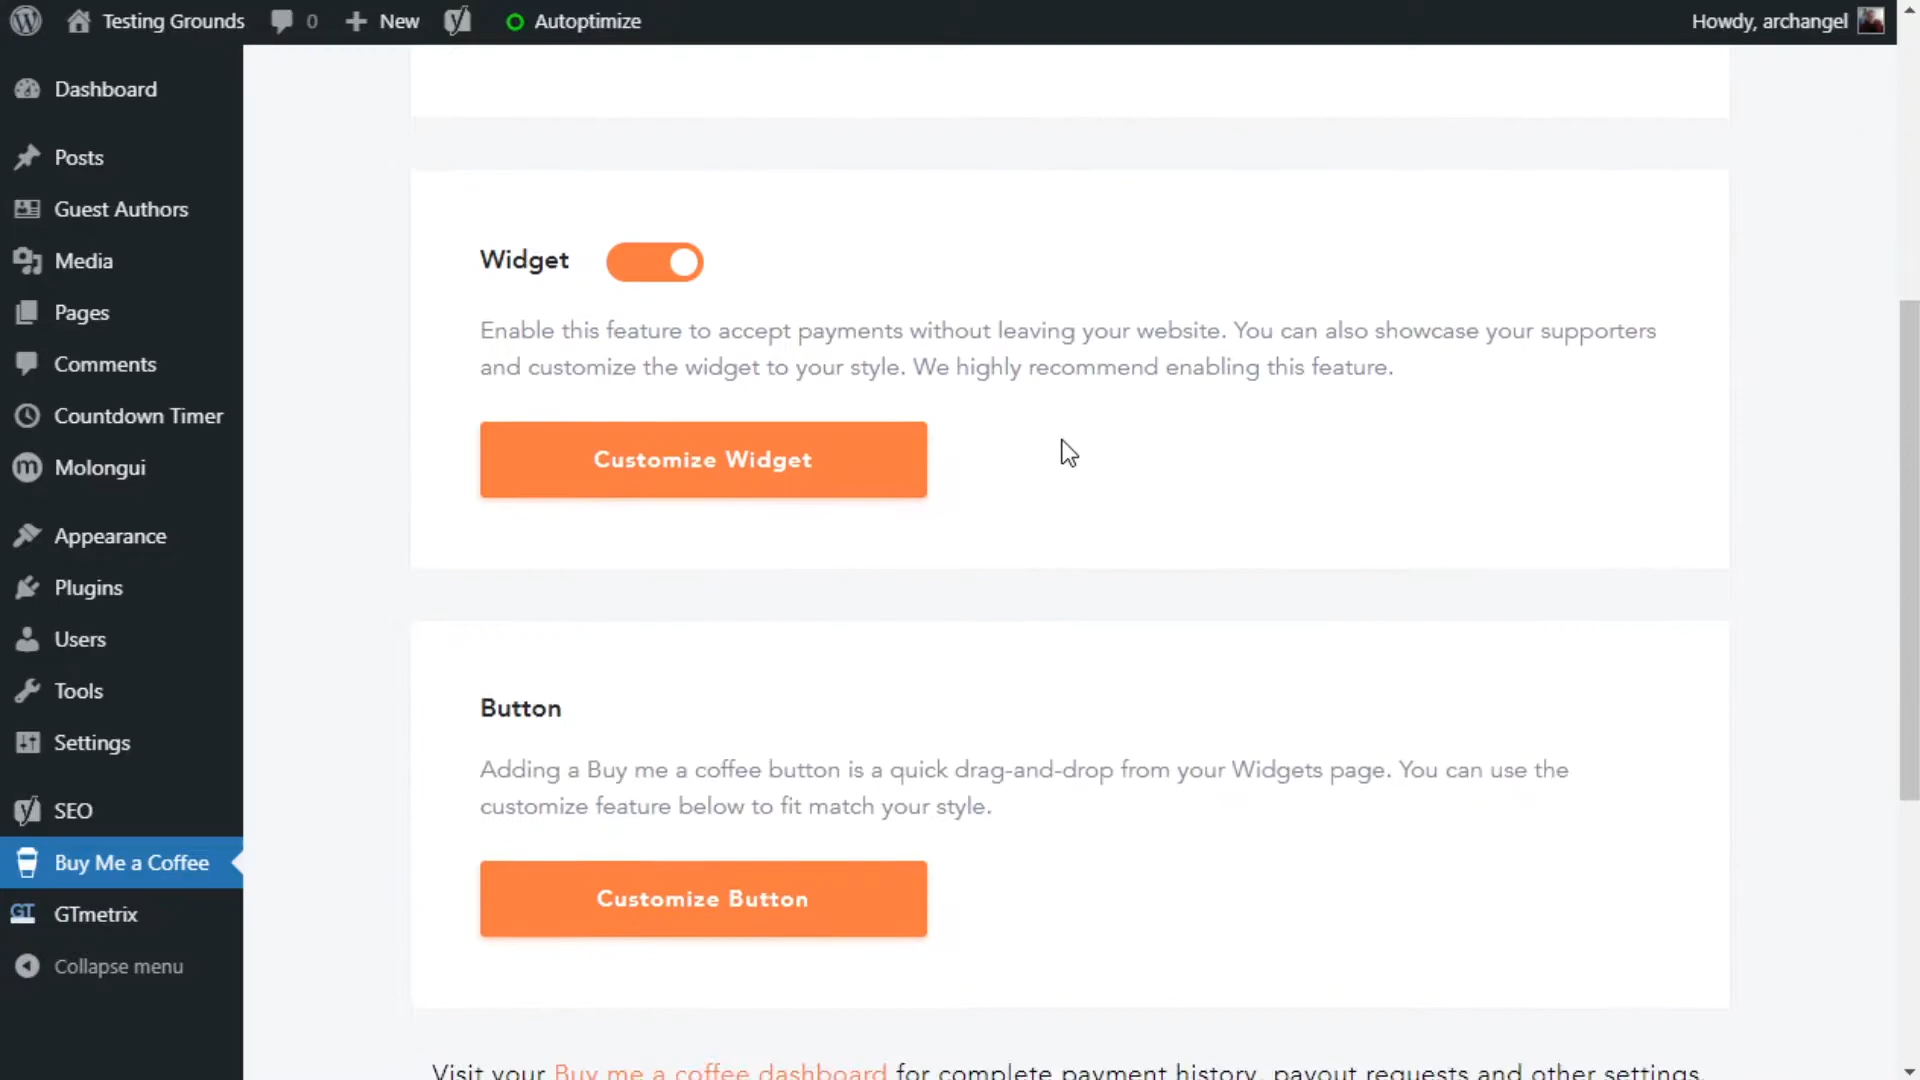 Testing Grounds
0
New
Autoptimize
Howdy, archangel
Dashboard
Posts
Guest Authors
Media
Pages
Comments
Countdown Timer
Molongui
Appearance
Plugins
Users
Tools
Settings
SEO
Buy Me a Coffee
GT
GTmetrix
Collapse menu
Widget
Enable this feature to accept payments without leaving your website. You can also showcase your supporters
and customize the widget to your style. We highly recommend enabling this feature.
Customize Widget
Button
Adding a Buy me a coffee button is a quick drag-and-drop from your Widgets page. You can use the
customize feature below to fit match your style.
Customize Button
Visit your Buy me a coffee dashboard for complete payment history, payout requests and other settings.